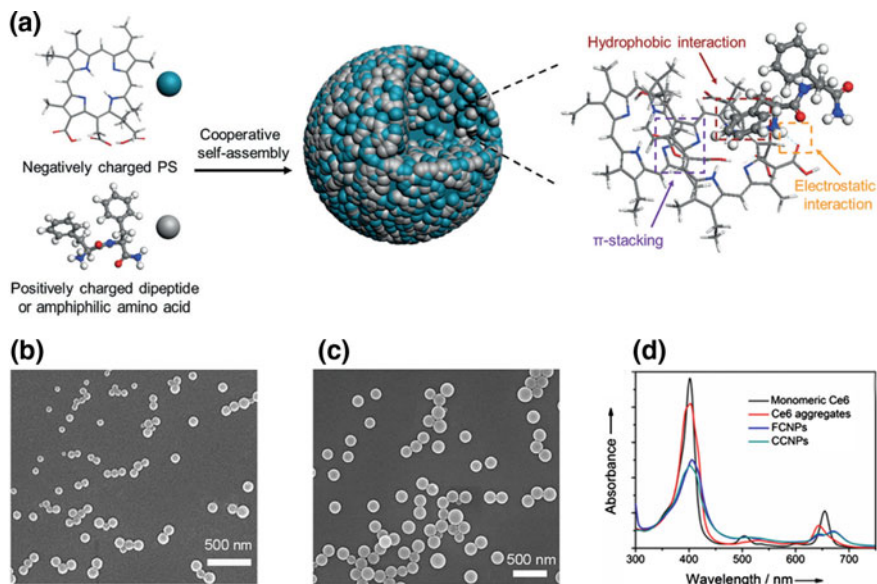 (a)
Negatively charged PS
Positively charged dipeptide
or amphiphilic amino acid
Cooperative
self-assembly
Hydrophobic interaction
Electrostatic
interaction
π-stacking
(b)
500 nm
(c)
500 nm
(d)
Absorbance
Monomeric Ce6
Ce6 aggregates
FCNPs
CCNPs
300 400 500 600 700
Wavelength / nm